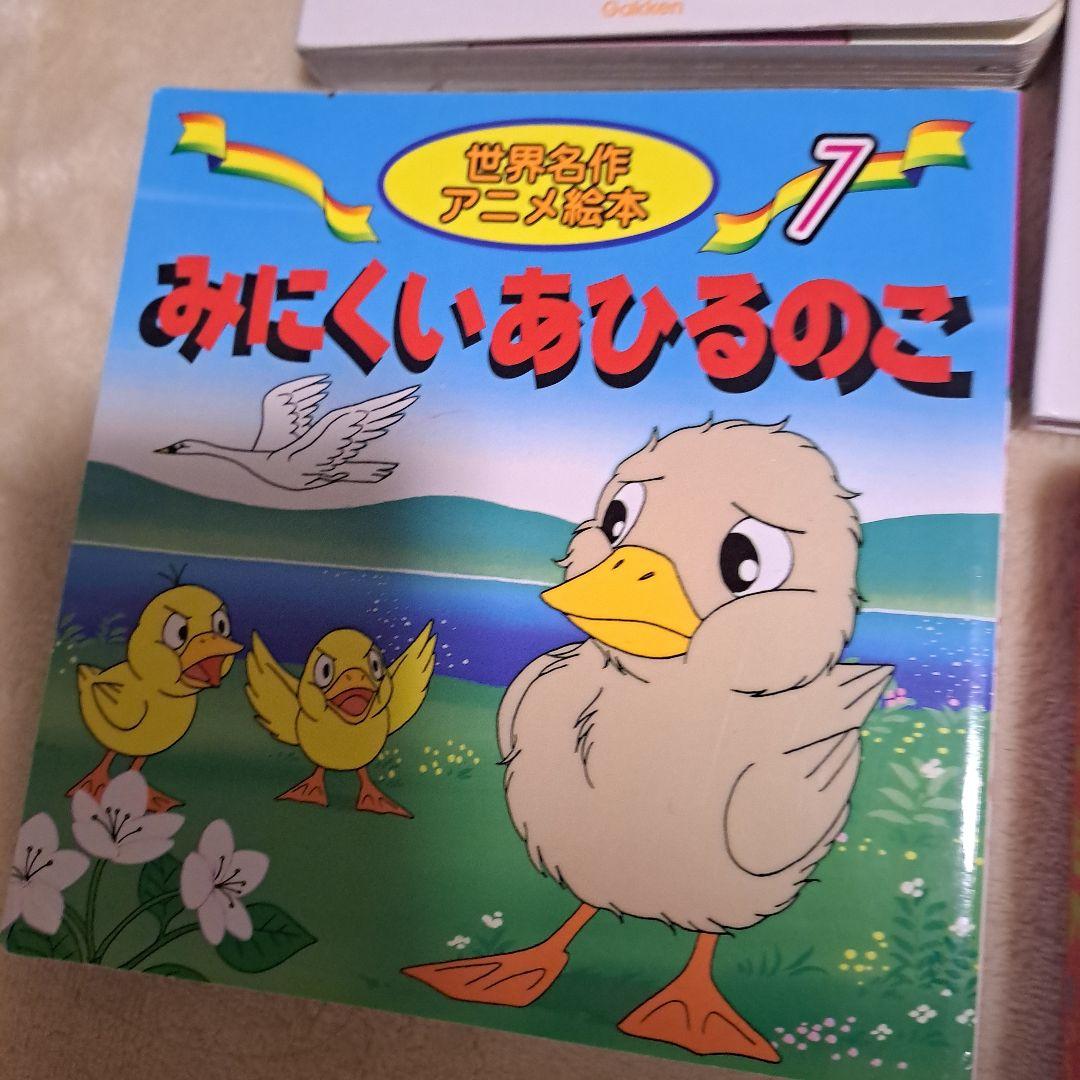 Gakken
世界名作
アニメ絵本
7
みにくいあひるのこ